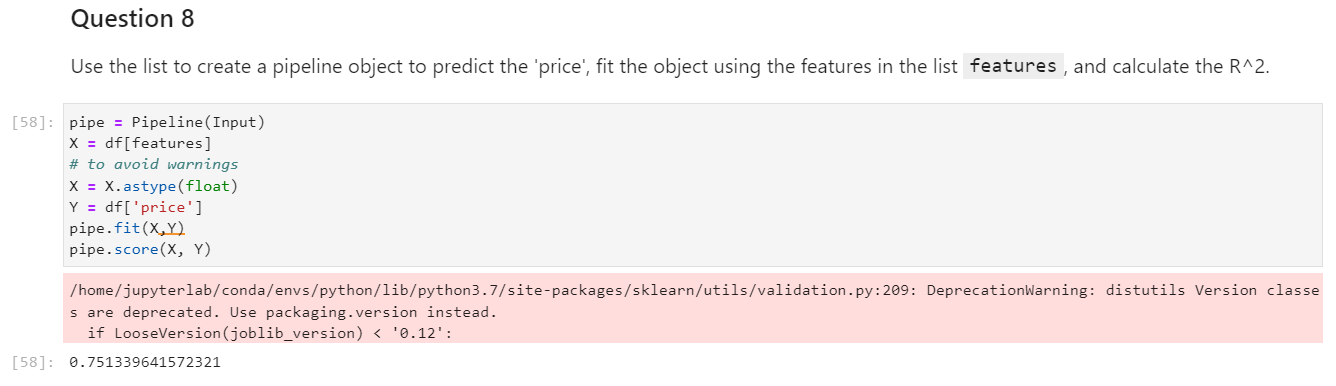 Question 8
Use the list to create a pipeline object to predict the 'price', fit the object using the features in the list features , and calculate the R^2.
[58]: pipe = Pipeline(Input)
X = df[features]
# to avoid warnings
X = X.astype(float)
Y = df['price']
pipe.fit(X,Y)
pipe.score(X, Y)
/home/jupyterlab/conda/envs/python/lib/python3.7/site-packages/sklearn/utils/validation.py:209: DeprecationWarning: distutils Version classe
s are deprecated. Use packaging.version instead.
  if LooseVersion(joblib_version) < '0.12':
[58]: 0.751339641572321